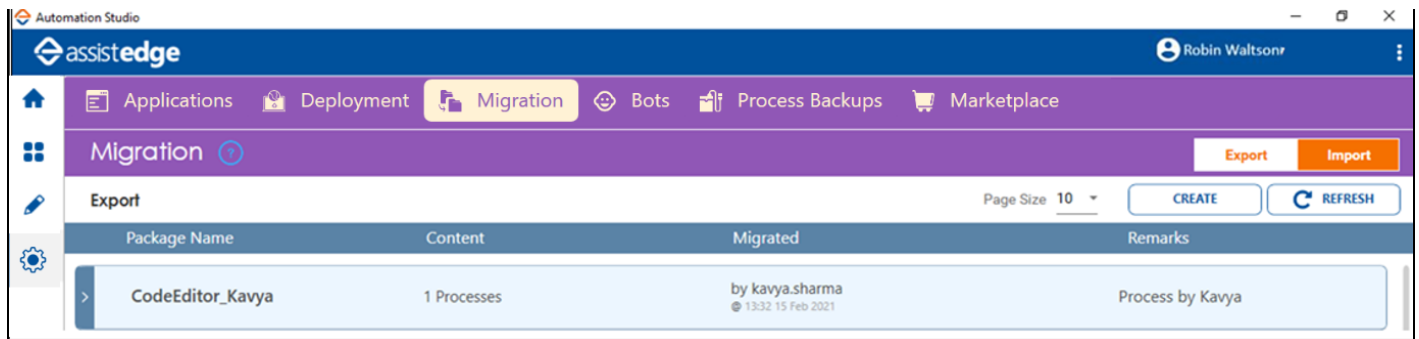 Automation Studio
assistedge
Robin Waltsonr
Applications Deployment Migration Bots Process Backups Marketplace
Migration ?
Export Import
Export Page Size 10 CREATE REFRESH
Package Name Content Migrated Remarks
CodeEditor_Kavya 1 Processes by kavya.sharma Process by Kavya
@ 13:32 15 Feb 2021